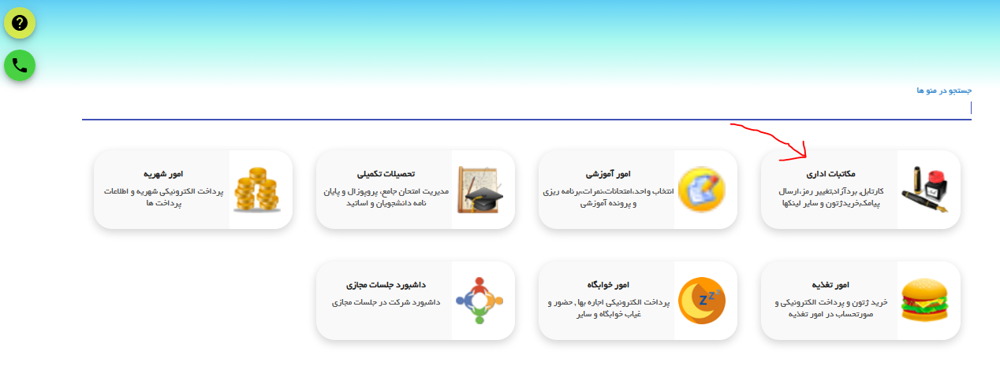 جستجو در منو ها
مکاتبات اداری
کارتابل، بردآزاد،تغییر رمز،ارسال
پیامک،خریدژتون و سایر لینکها
امور آموزشی
انتخاب واحد،امتحانات،نمرات،برنامه ریزی
و پرونده آموزشی
تحصیلات تکمیلی
مدیریت امتحان جامع، پروپوزال و پایان
نامه دانشجویان و اساتید
امور شهریه
پرداخت الکترونیکی شهریه و اطلاعات
پرداخت ها
امور تغذیه
خرید ژتون و پرداخت الکترونیکی و
صورتحساب در امور تغذیه
امور خوابگاه
پرداخت الکترونیکی اجاره بها , حضور و
غیاب خوابگاه و سایر
zzz
داشبورد جلسات مجازی
داشبورد شرکت در جلسات مجازی